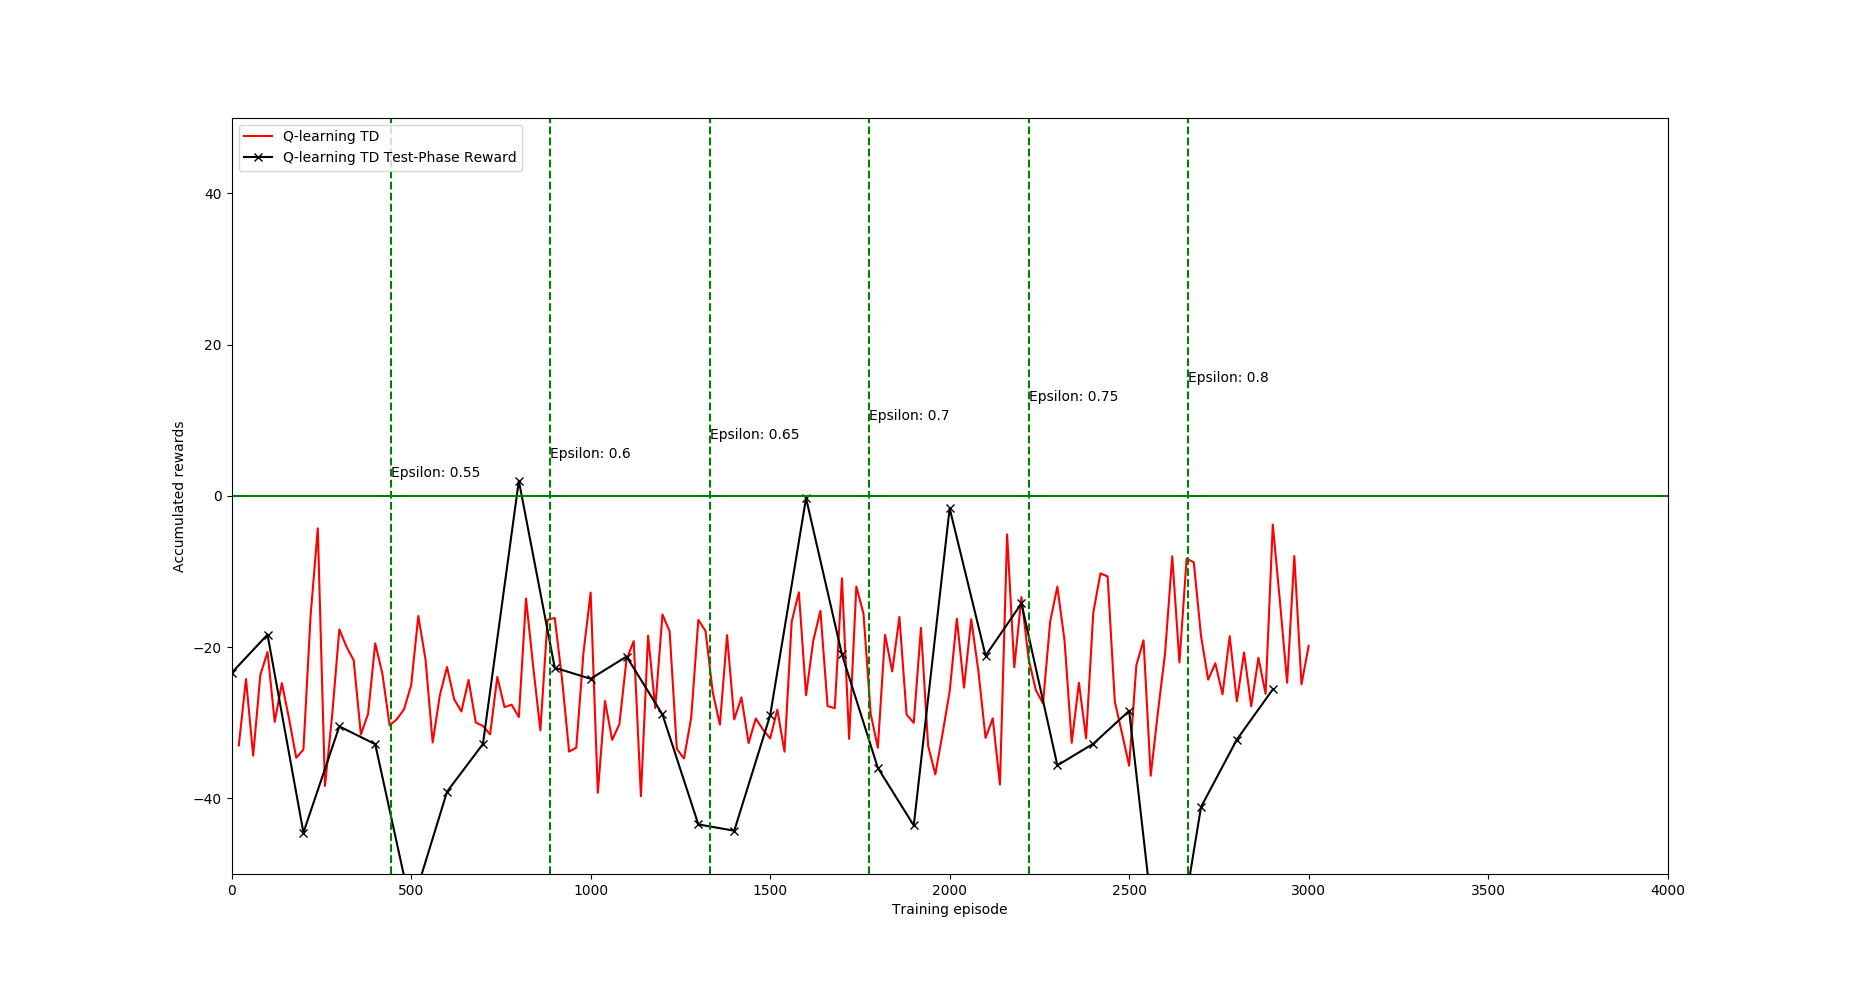 Q-learning TD
Q-learning TD Test-Phase Reward
40
20
0
−20
−40
Accumulated rewards
Epsilon: 0.55
Epsilon: 0.6
Epsilon: 0.65
Epsilon: 0.7
Epsilon: 0.75
Epsilon: 0.8
0 500 1000 1500 2000 2500 3000 3500 4000
Training episode